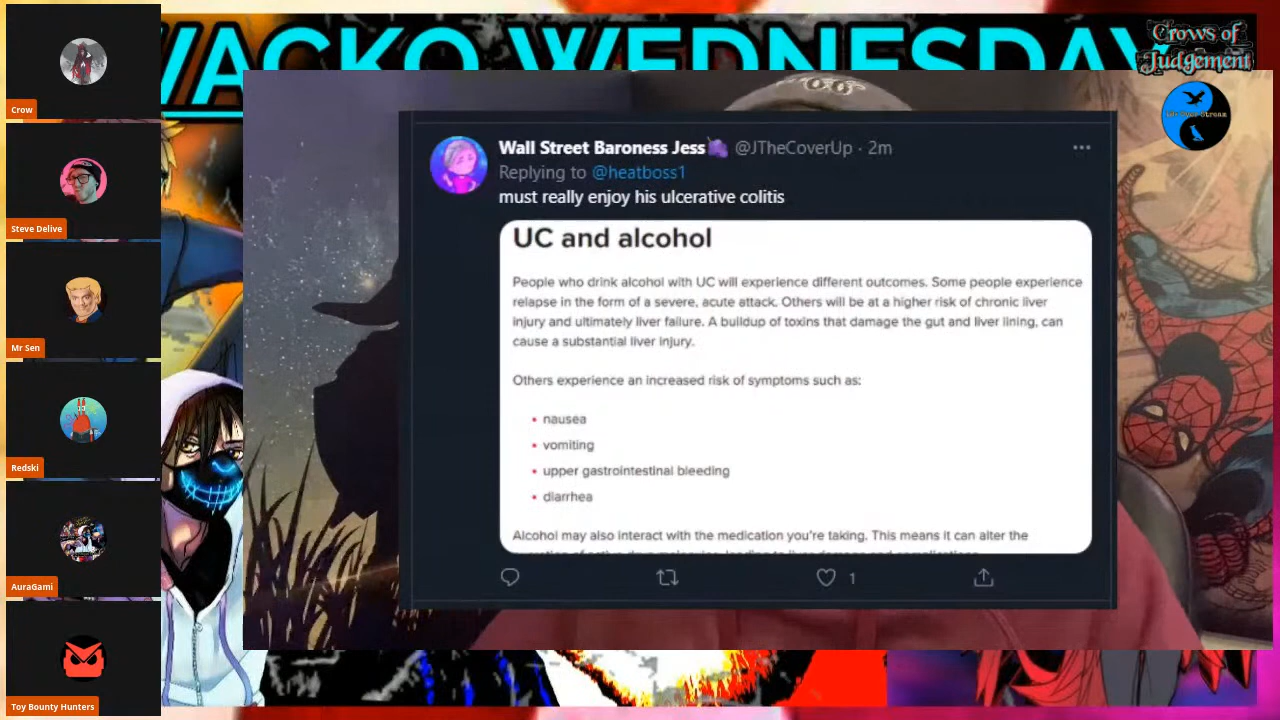 WACKO WEDNESDAY
Crows of
Judgement
Crow
Steve Delive
Mr Sen
Redski
AuraGami
Toy Bounty Hunters
Wall Street Baroness Jess @JTheCoverUp · 2m
Replying to @heatboss1
must really enjoy his ulcerative colitis
UC and alcohol
People who drink alcohol with UC will experience different outcomes. Some people experience
relapse in the form of a severe, acute attack. Others will be at a higher risk of chronic liver
injury and ultimately liver failure. A buildup of toxins that damage the gut and liver lining, can
cause a substantial liver injury.
Others experience an increased risk of symptoms such as:
• nausea
• vomiting
• upper gastrointestinal bleeding
• diarrhea
Alcohol may also interact with the medication you're taking. This means it can alter the
1